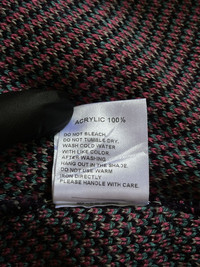 ACRYLIC 100%
DO NOT BLEACH.
DO NOT TUMBLE DRY.
WASH COLD WATER
WITH LIKE COLOR.
AFTER WASHING
HANG OUT IN THE SHADE.
DO NOT USE WARM
IRON DIRECTLY
PLEASE HANDLE WITH CARE.